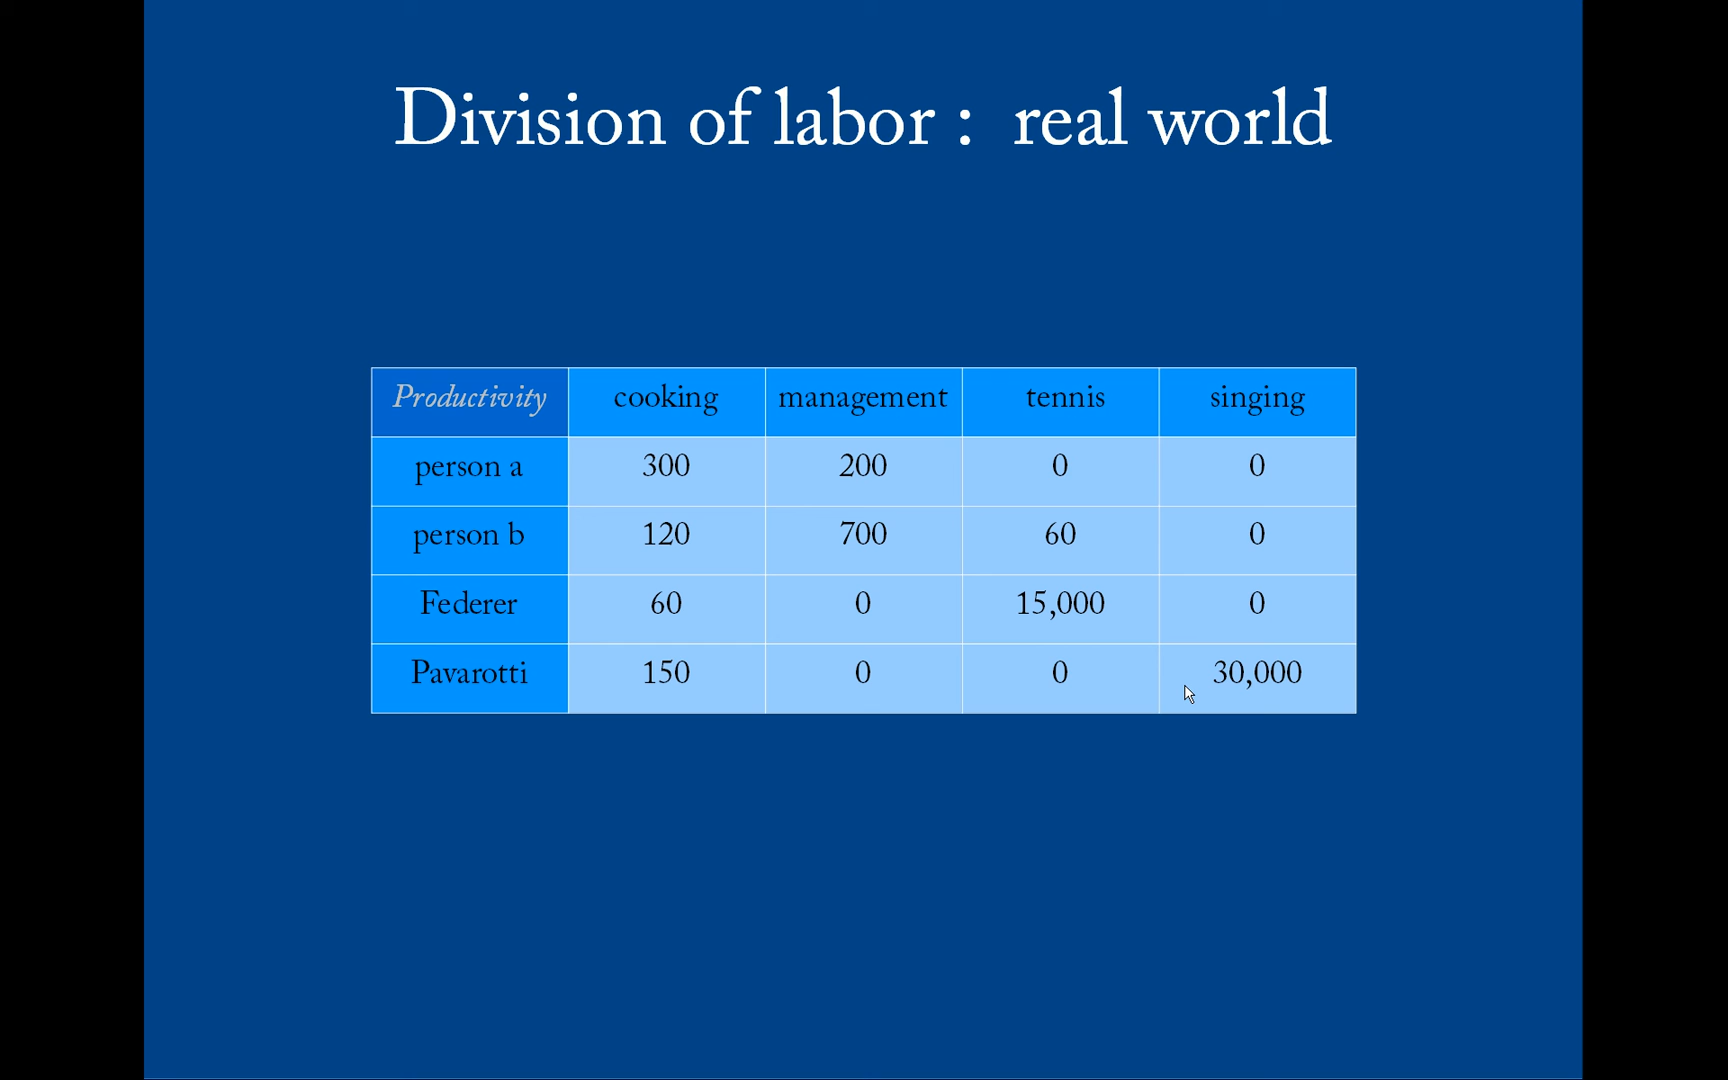 Division of labor : real world
Productivity cooking management tennis singing
person a 300 200 0 0
person b 120 700 60 0
Federer 60 0 15,000 0
Pavarotti 150 0 0 30,000